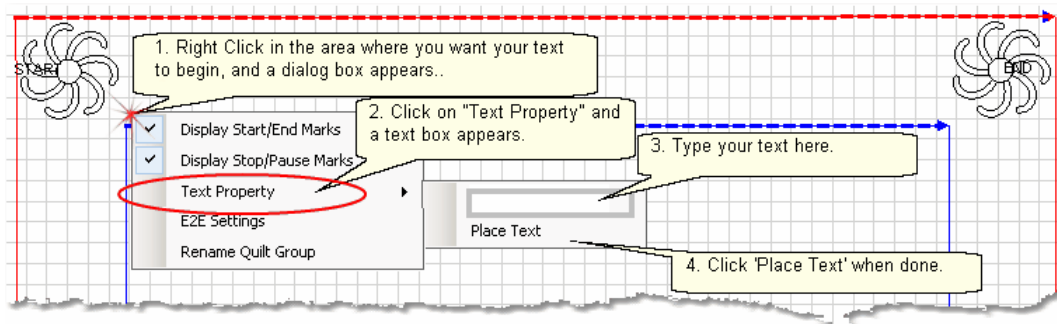 1. Right Click in the area where you want your text
to begin, and a dialog box appears..
START
END
2. Click on "Text Property" and
a text box appears.
Display Start/End Marks
3. Type your text here.
Display Stop/Pause Marks
Text Property
E2E Settings
Place Text
Rename Quilt Group
4. Click 'Place Text' when done.